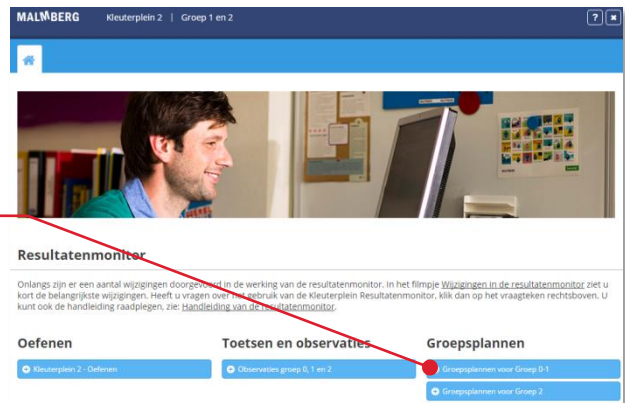 MALMBERG Kleuterplein 2 | Groep 1 en 2 ? x
Resultatenmonitor
Onlangs zijn er een aantal wijzigingen doorgevoerd in de werking van de resultatenmonitor. In het filmpje Wijzigingen in de resultatenmonitor ziet u
kort de belangrijkste wijzigingen. Heeft u vragen over het gebruik van de Kleuterplein Resultatenmonitor, klik dan op het vraagteken rechtsboven. U
kunt ook de handleiding raadplegen, zie: Handleiding van de resultatenmonitor.
Oefenen
Kleuterplein 2 - Oefenen
Toetsen en observaties
Observaties groep 0, 1 en 2
Groepsplannen
Groepsplannen voor Groep 0-1
Groepsplannen voor Groep 2